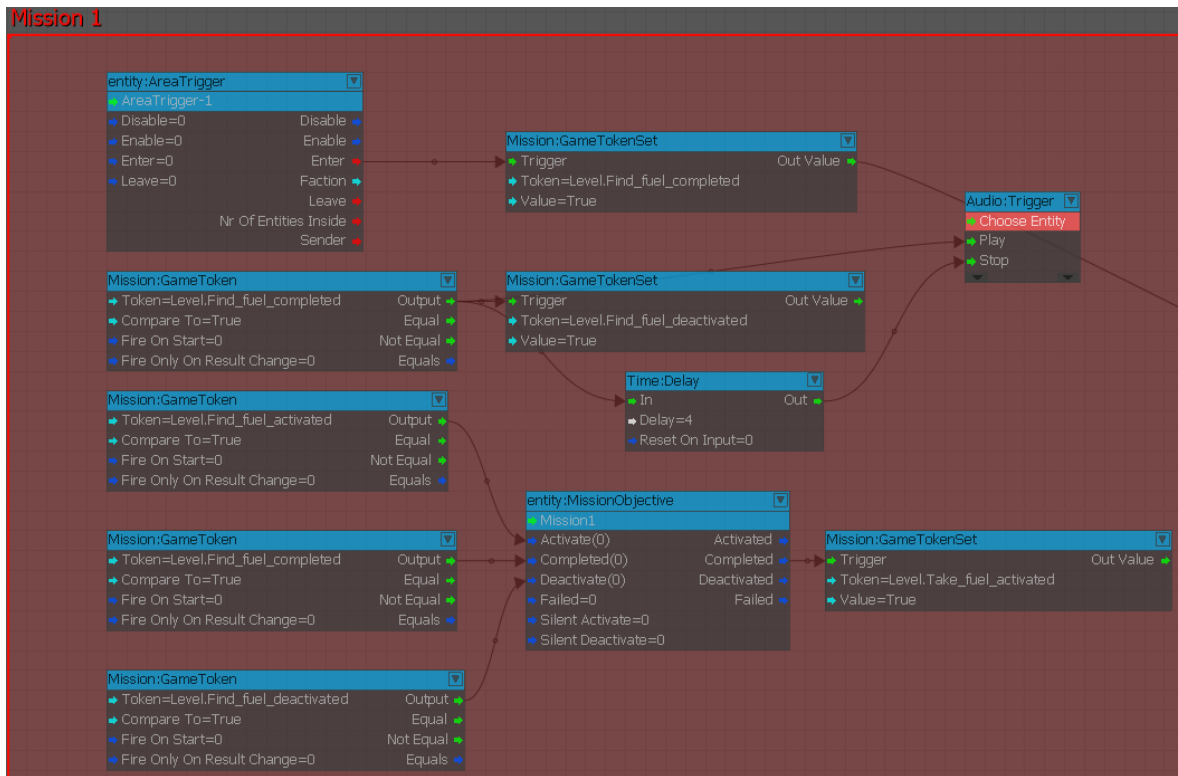 Mission 1
entity:AreaTrigger
AreaTrigger-1
Disable=0 Disable
Enable=0 Enable
Enter=0 Enter
Leave=0 Faction
Leave
Nr Of Entities Inside
Sender
Mission:GameTokenSet
Trigger Out Value
Token=Level.Find_fuel_completed
Value=True
Audio:Trigger
Choose Entity
Play
Stop
Mission:GameToken
Token=Level.Find_fuel_completed Output
Compare To=True Equal
Fire On Start=0 Not Equal
Fire Only On Result Change=0 Equals
Mission:GameTokenSet
Trigger Out Value
Token=Level.Find_fuel_deactivated
Value=True
Time:Delay
In Out
Delay=4
Reset On Input=0
Mission:GameToken
Token=Level.Find_fuel_activated Output
Compare To=True Equal
Fire On Start=0 Not Equal
Fire Only On Result Change=0 Equals
entity:MissionObjective
Mission1
Activate(0) Activated
Completed(0) Completed
Deactivate(0) Deactivated
Failed=0 Failed
Silent Activate=0
Silent Deactivate=0
Mission:GameTokenSet
Trigger Out Value
Token=Level.Take_fuel_activated
Value=True
Mission:GameToken
Token=Level.Find_fuel_completed Output
Compare To=True Equal
Fire On Start=0 Not Equal
Fire Only On Result Change=0 Equals
Mission:GameToken
Token=Level.Find_fuel_deactivated Output
Compare To=True Equal
Fire On Start=0 Not Equal
Fire Only On Result Change=0 Equals